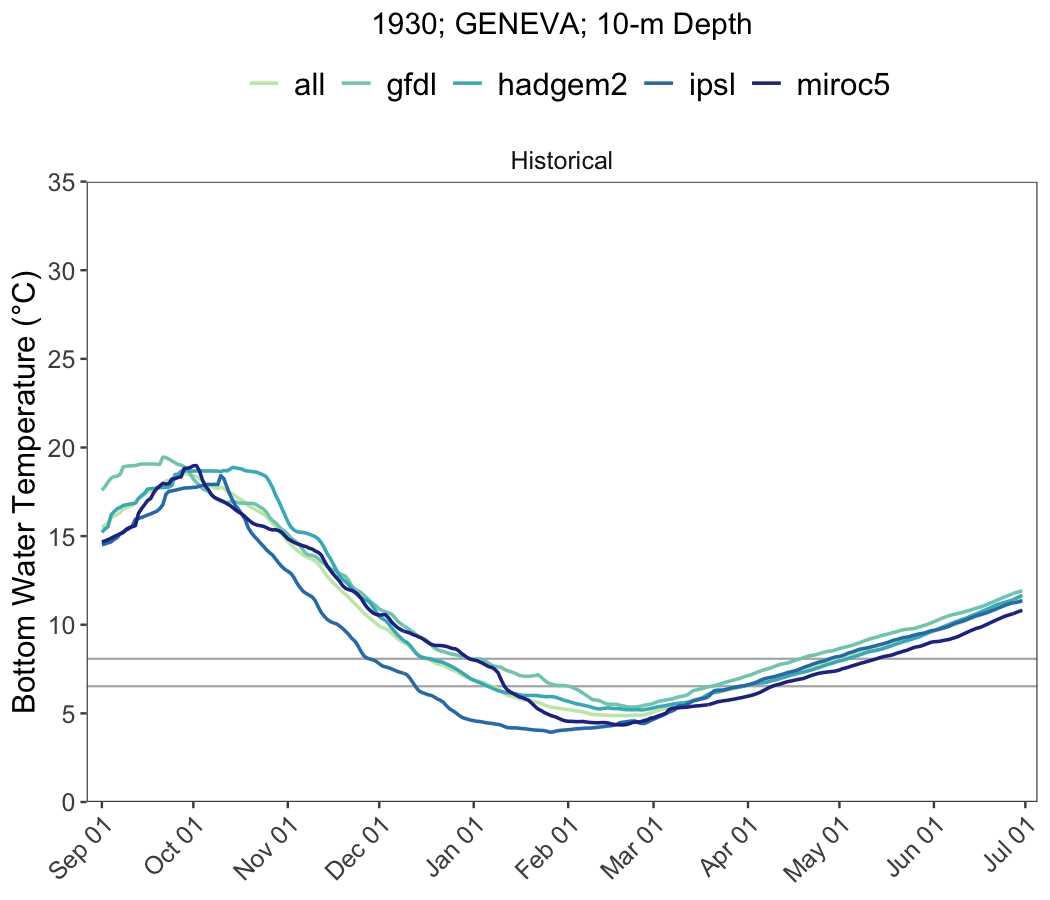 1930; GENEVA; 10-m Depth
all gfdl hadgem2 ipsl miroc5
Historical
Bottom Water Temperature (°C)
35
30
25
20
15
10
5
0
Sep 01 Oct 01 Nov 01 Dec 01 Jan 01 Feb 01 Mar 01 Apr 01 May 01 Jun 01 Jul 01